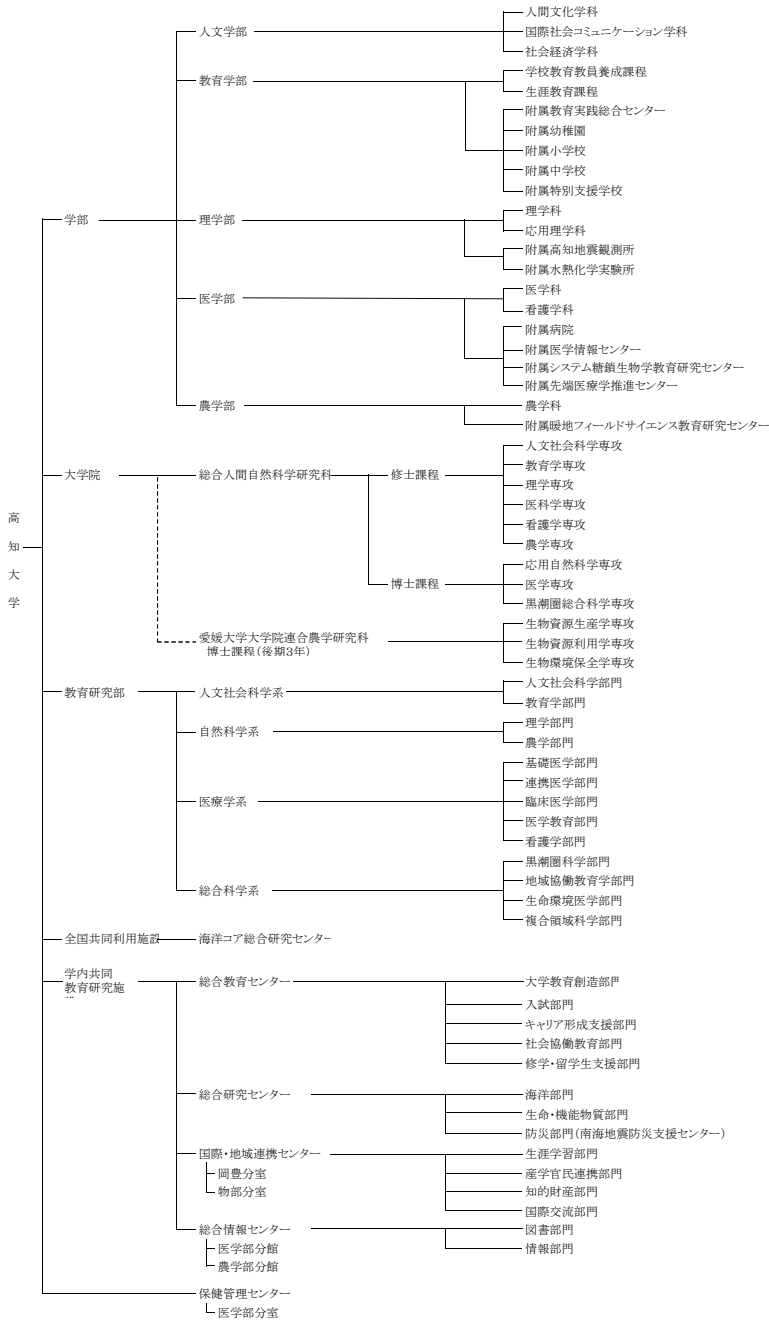 人文学部
人間文化学科
国際社会コミュニケーション学科
社会経済学科
教育学部
学校教育教員養成課程
生涯教育課程
附属教育実践総合センター
附属幼稚園
附属小学校
附属中学校
附属特別支援学校
学部
理学部
理学科
応用理学科
附属高知地震観測所
附属水熱化学実験所
医学部
医学科
看護学科
附属病院
附属医学情報センター
附属システム糖鎖生物学教育研究センター
附属先端医療学推進センター
農学部
農学科
附属暖地フィールドサイエンス教育研究センター
高知大学
大学院
総合人間自然科学研究科
修士課程
人文社会科学専攻
教育学専攻
理学専攻
医科学専攻
看護学専攻
農学専攻
博士課程
応用自然科学専攻
医学専攻
黒潮圏総合科学専攻
愛媛大学大学院連合農学研究科
博士課程(後期3年)
生物資源生産学専攻
生物資源利用学専攻
生物環境保全学専攻
教育研究部
人文社会科学系
人文社会科学部門
教育学部門
自然科学系
理学部門
農学部門
医療学系
基礎医学部門
連携医学部門
臨床医学部門
医学教育部門
看護学部門
総合科学系
黒潮圏科学部門
地域協働教育学部門
生命環境医学部門
複合領域科学部門
全国共同利用施設
海洋コア総合研究センター
学内共同
教育研究施
総合教育センター
大学教育創造部門
入試部門
キャリア形成支援部門
社会協働教育部門
修学・留学生支援部門
総合研究センター
海洋部門
生命・機能物質部門
防災部門(南海地震防災支援センター)
国際・地域連携センター
岡豊分室
物部分室
生涯学習部門
産学官民連携部門
知的財産部門
国際交流部門
総合情報センター
医学部分館
農学部分館
図書部門
情報部門
保健管理センター
医学部分室